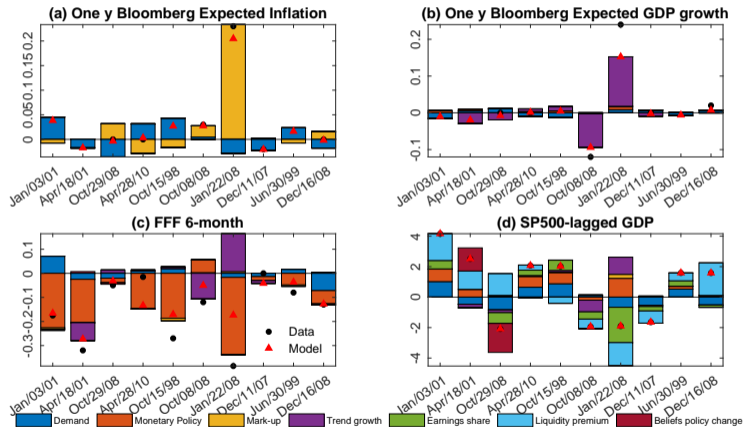 (a) One y Bloomberg Expected Inflation
0.2
0.15
0.1
0.05
0
Jan/03/01 Apr/18/01 Oct/29/08 Apr/28/10 Oct/15/98 Oct/08/08 Jan/22/08 Dec/11/07 Jun/30/99 Dec/16/08
(b) One y Bloomberg Expected GDP growth
0.2
0.1
0
-0.1
Jan/03/01 Apr/18/01 Oct/29/08 Apr/28/10 Oct/15/98 Oct/08/08 Jan/22/08 Dec/11/07 Jun/30/99 Dec/16/08
(c) FFF 6-month
0.1
0
-0.1
-0.2
-0.3
Data
Model
Jan/03/01 Apr/18/01 Oct/29/08 Apr/28/10 Oct/15/98 Oct/08/08 Jan/22/08 Dec/11/07 Jun/30/99 Dec/16/08
(d) SP500-lagged GDP
4
2
0
-2
-4
Jan/03/01 Apr/18/01 Oct/29/08 Apr/28/10 Oct/15/98 Oct/08/08 Jan/22/08 Dec/11/07 Jun/30/99 Dec/16/08
Demand Monetary Policy Mark-up Trend growth Earnings share Liquidity premium Beliefs policy change